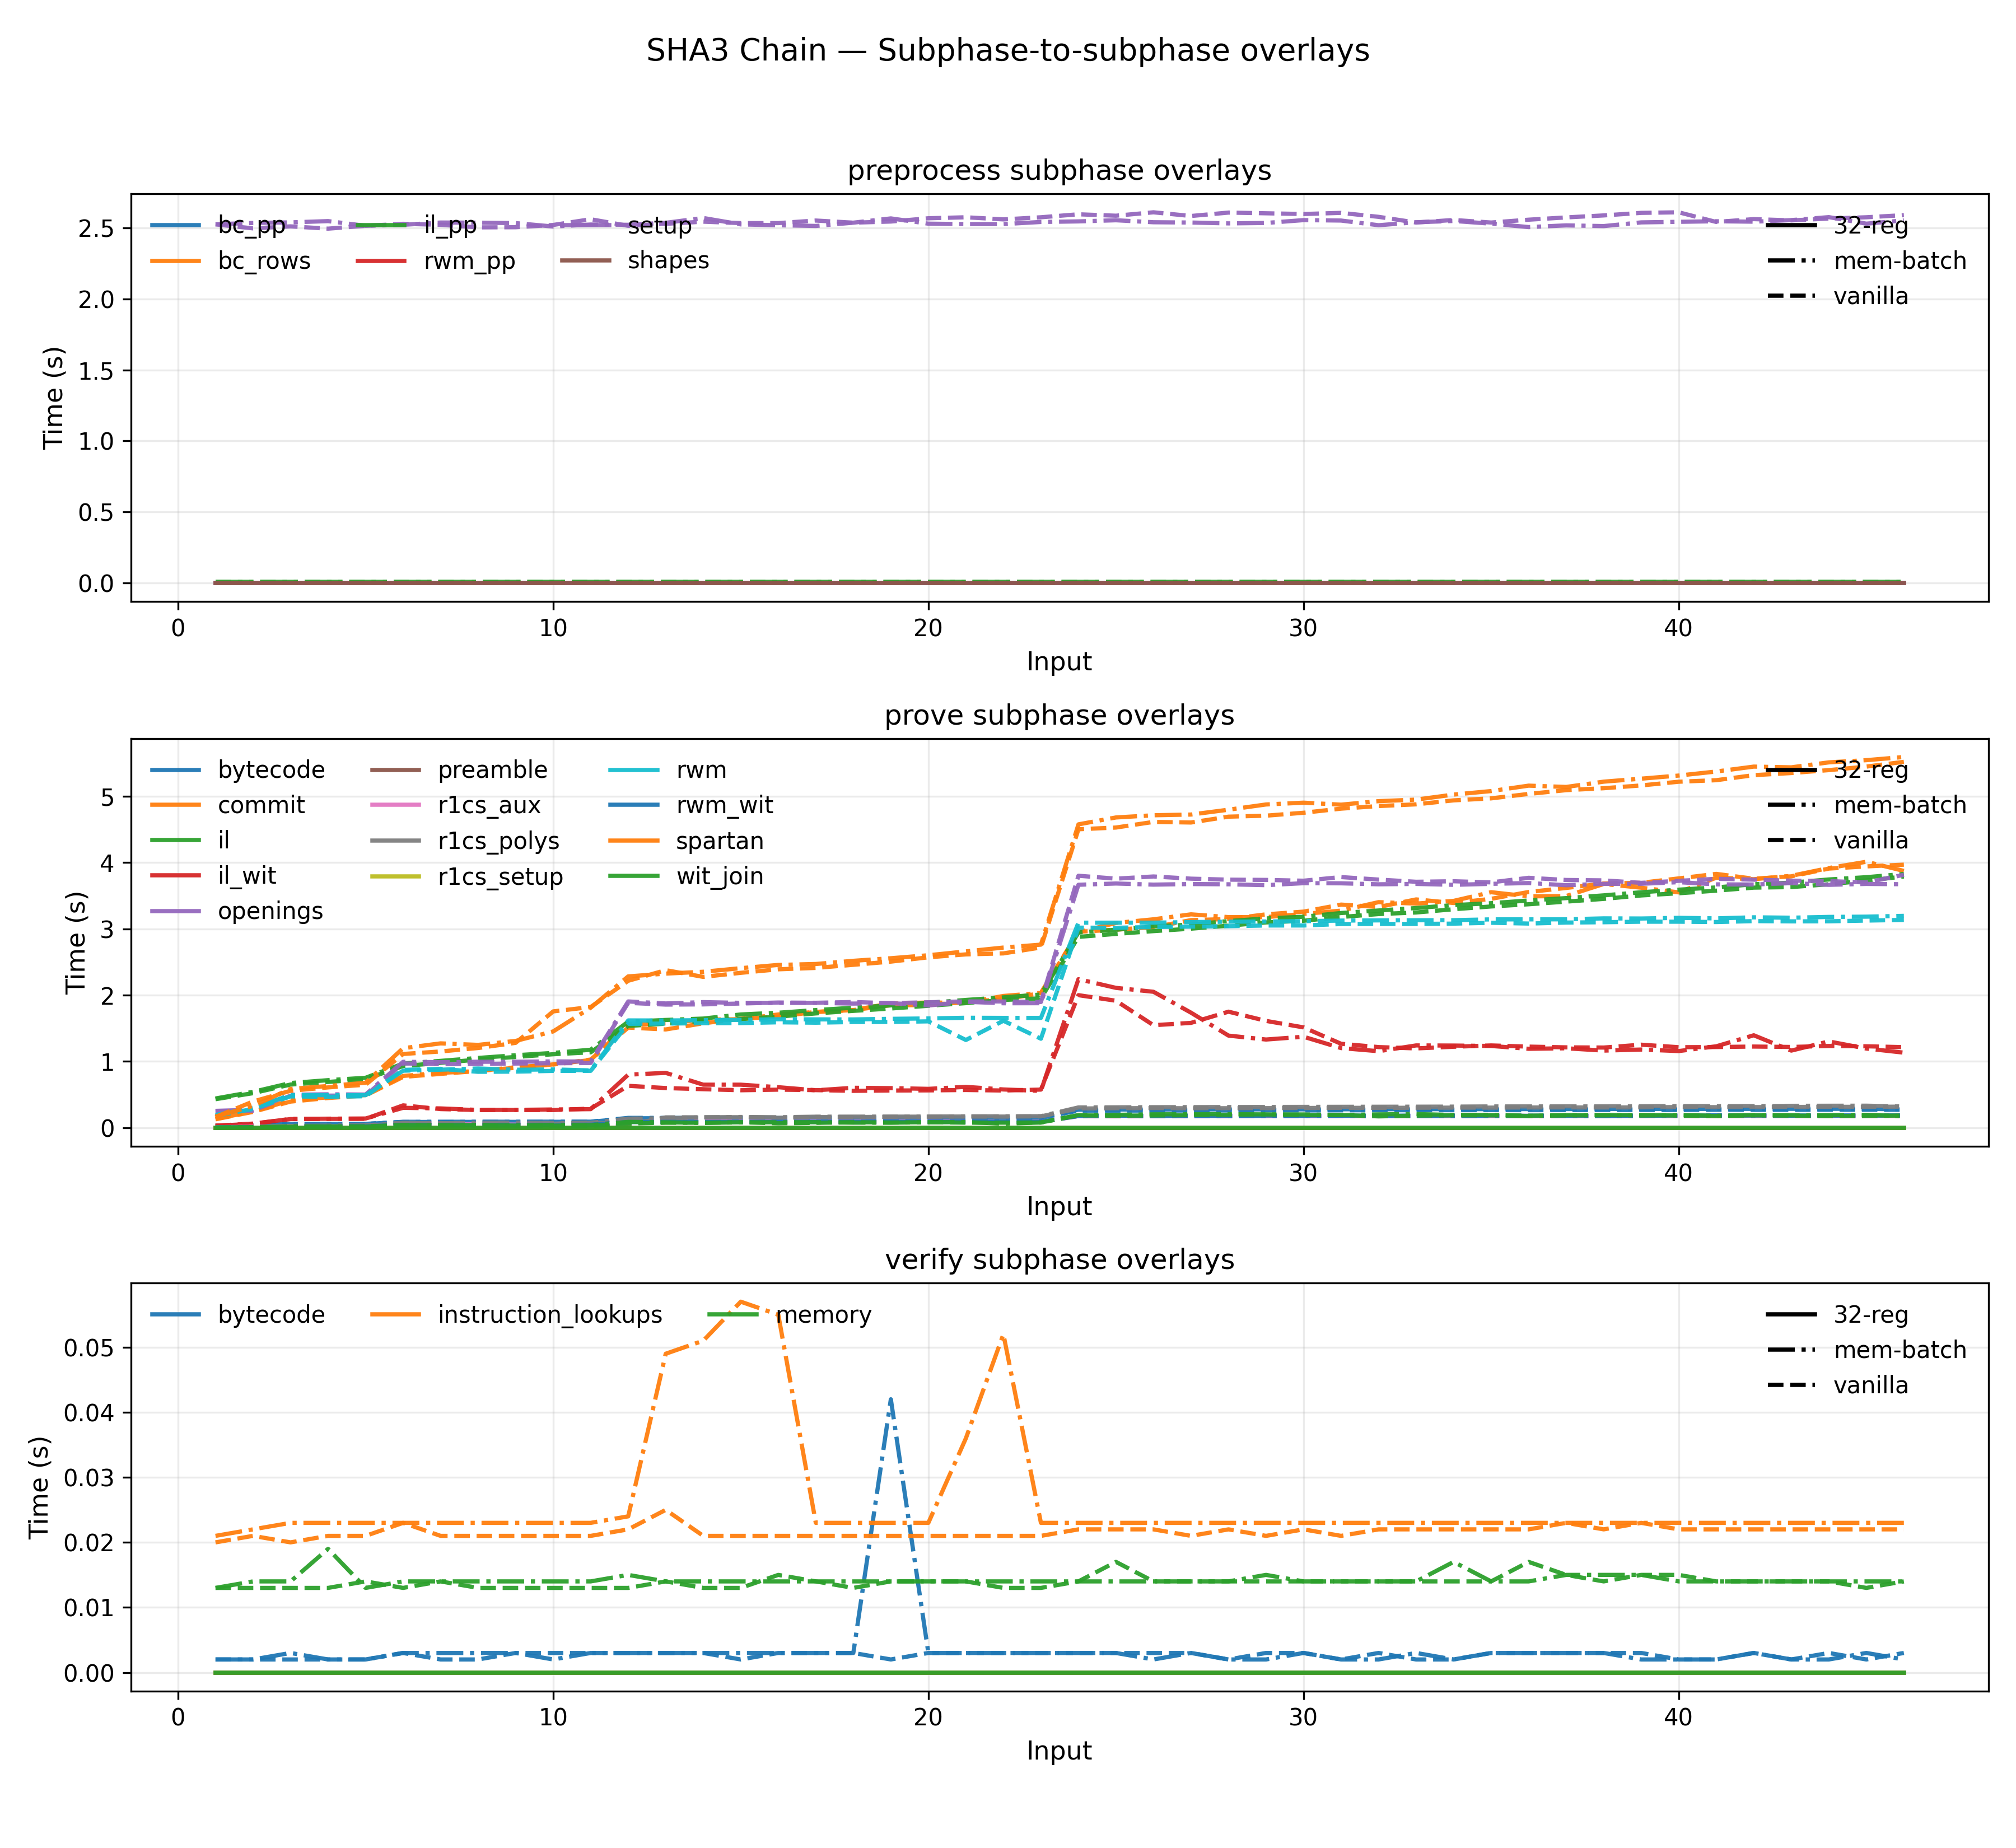 SHA3 Chain — Subphase-to-subphase overlays
preprocess subphase overlays
bc_pp il_pp setup
bc_rows rwm_pp shapes
32-reg
mem-batch
vanilla
Time (s)
2.5
2.0
1.5
1.0
0.5
0.0
0 10 20 30 40
Input
prove subphase overlays
bytecode preamble rwm
commit r1cs_aux rwm_wit
il r1cs_polys spartan
il_wit r1cs_setup wit_join
openings
32-reg
mem-batch
vanilla
Time (s)
5
4
3
2
1
0
0 10 20 30 40
Input
verify subphase overlays
bytecode instruction_lookups memory
32-reg
mem-batch
vanilla
Time (s)
0.05
0.04
0.03
0.02
0.01
0.00
0 10 20 30 40
Input